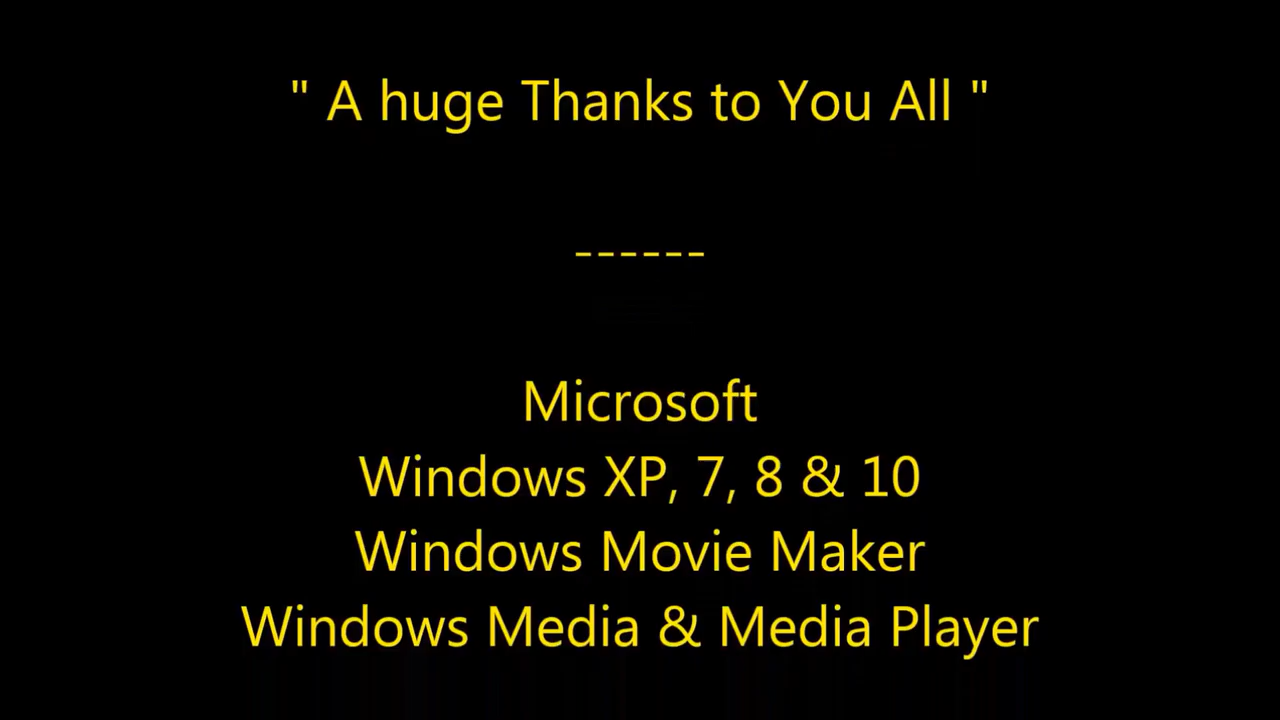 " A huge Thanks to You All "
------
Microsoft
Windows XP, 7, 8 & 10
Windows Movie Maker
Windows Media & Media Player